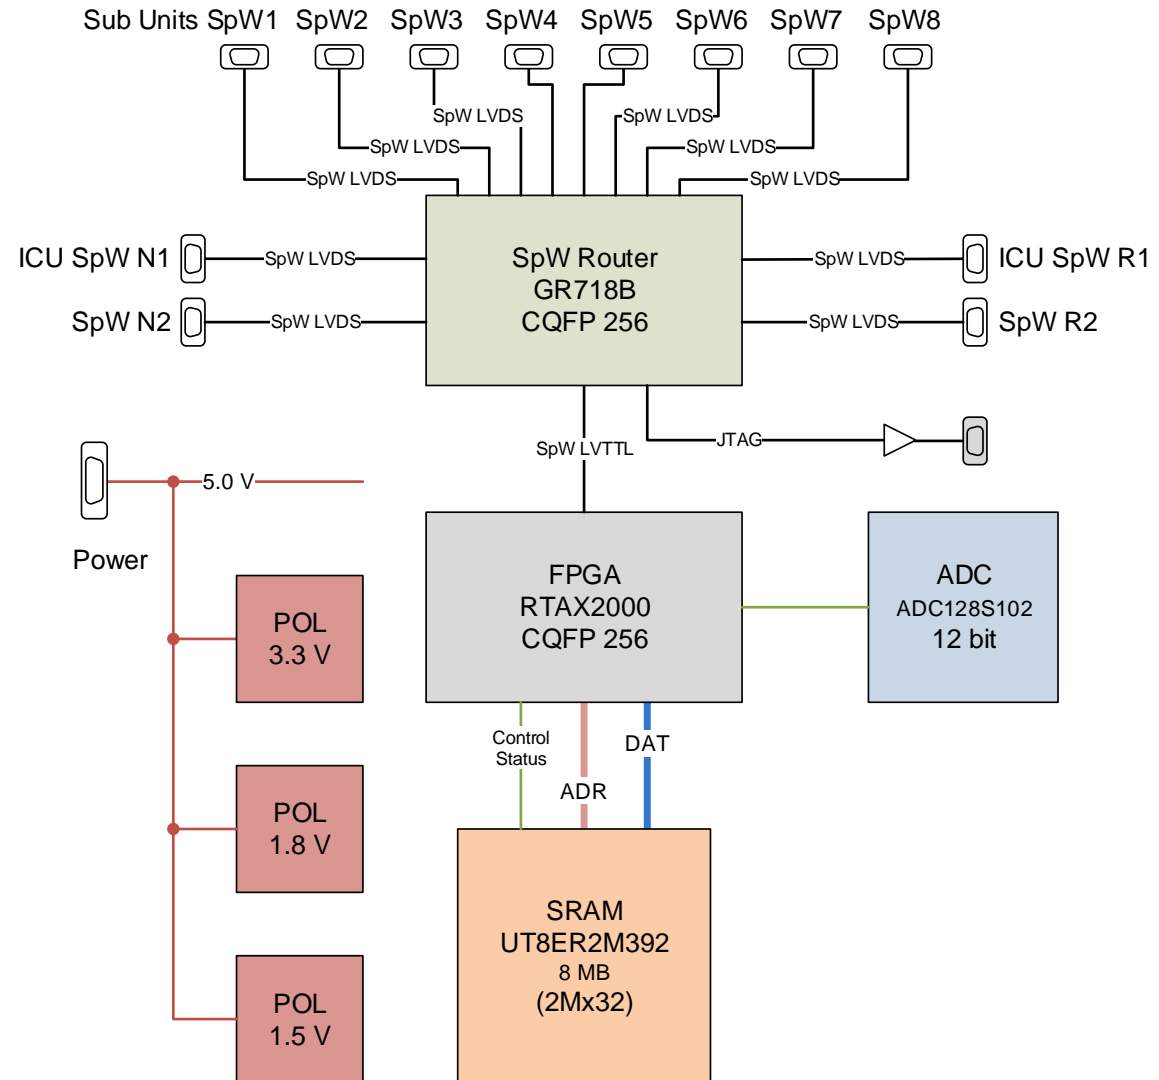 Sub Units SpW1 SpW2 SpW3 SpW4 SpW5 SpW6 SpW7 SpW8
SpW LVDS SpW LVDS
SpW LVDS SpW LVDS
SpW LVDS SpW LVDS
ICU SpW N1 SpW LVDS
SpW Router
GR718B
CQFP 256
SpW LVDS ICU SpW R1
SpW N2 SpW LVDS
SpW LVDS SpW R2
SpW LVTTL
JTAG
5.0 V
Power
POL
3.3 V
POL
1.8 V
POL
1.5 V
FPGA
RTAX2000
CQFP 256
ADC
ADC128S102
12 bit
Control
Status
ADR
DAT
SRAM
UT8ER2M392
8 MB
(2Mx32)